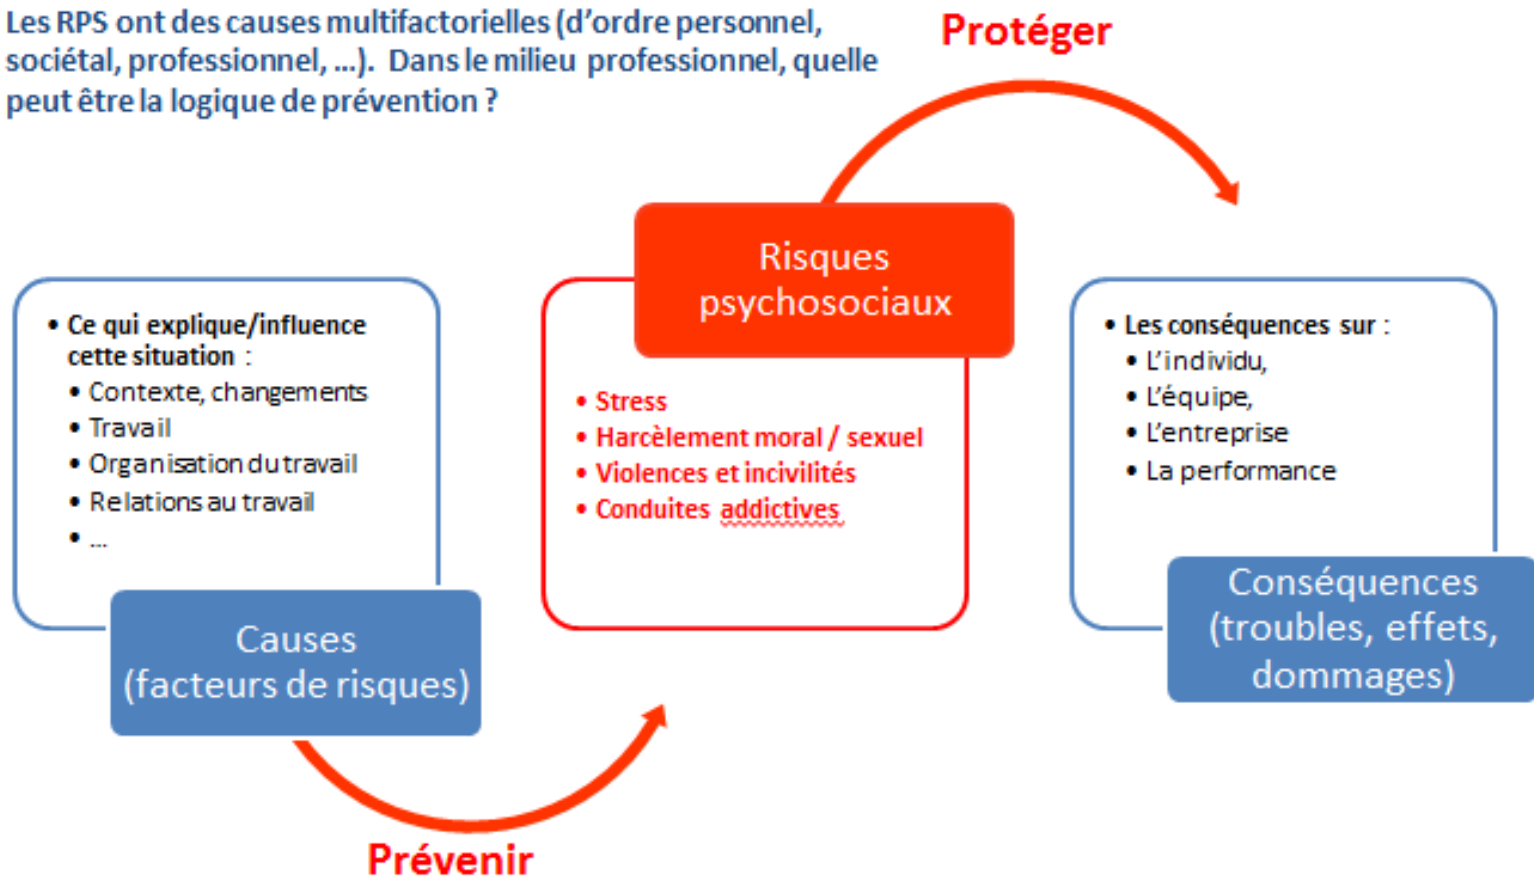 Les RPS ont des causes multifactorielles (d'ordre personnel,
sociétal, professionnel, ...). Dans le milieu professionnel, quelle
peut être la logique de prévention ?
Protéger
Risques
psychosociaux
• Ce qui explique/influence
cette situation :
• Contexte, changements
• Travail
• Organisation du travail
• Relations au travail
• ...
Causes
(facteurs de risques)
• Stress
• Harcèlement moral / sexuel
• Violences et incivilités
• Conduites addictives
• Les conséquences sur :
• L'individu,
• L'équipe,
• L'entreprise
• La performance
Conséquences
(troubles, effets,
dommages)
Prévenir